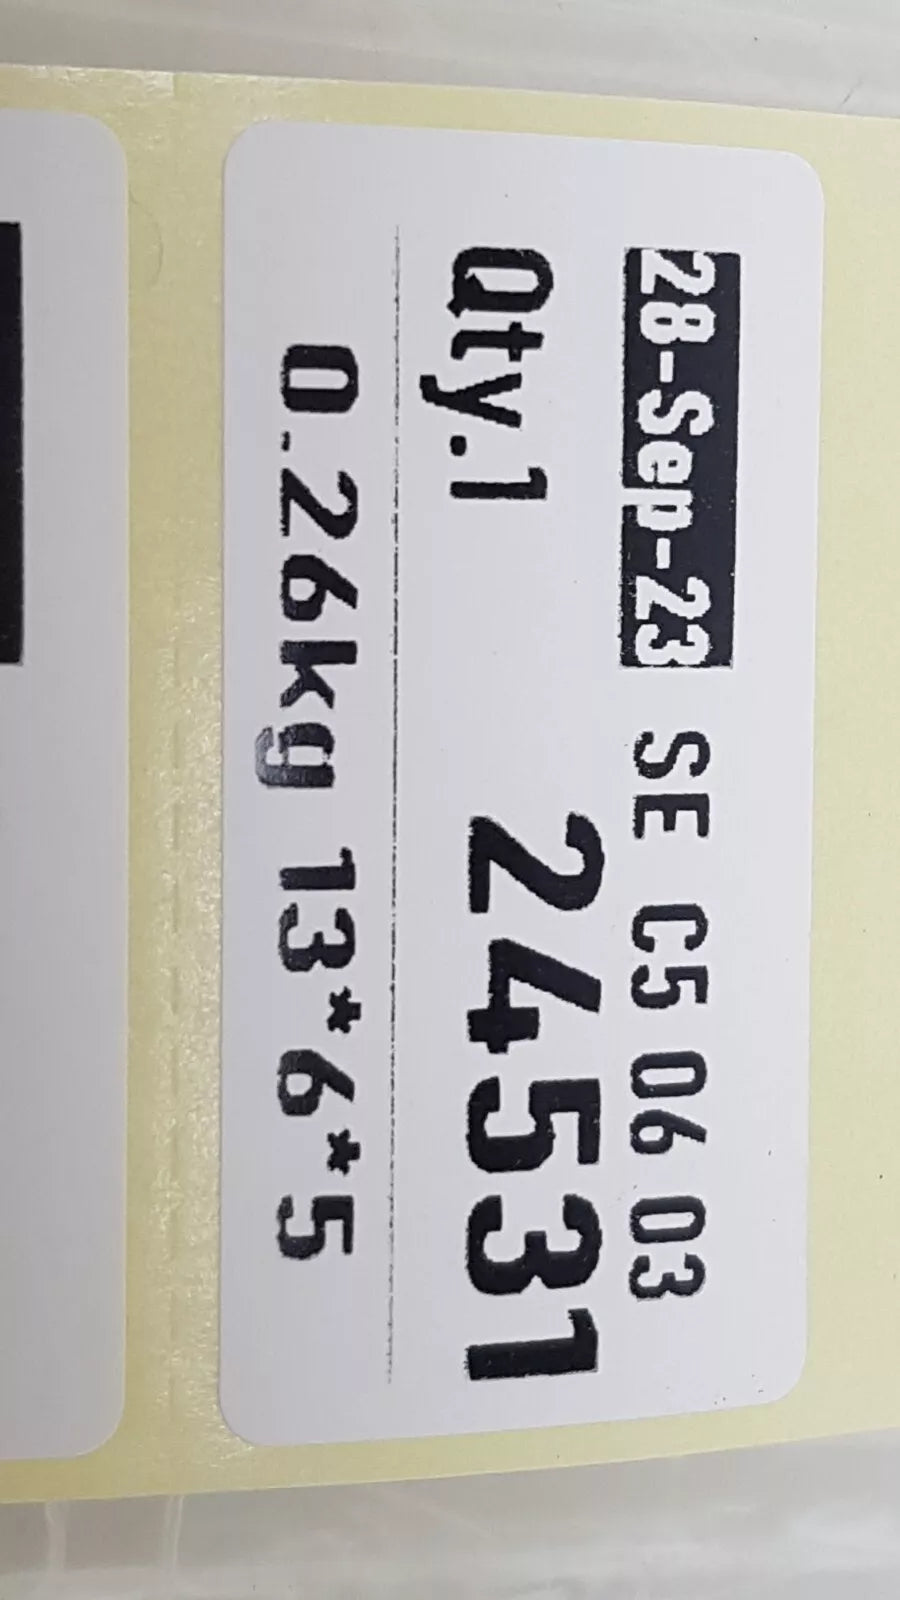 28-Sep-23 SE C5 06 03
Qty.1 24531
0.26kg 13*6*5